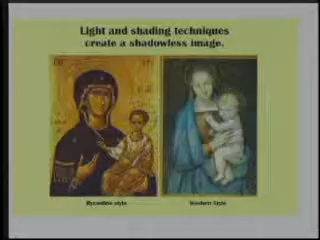 Light and shading techniques
create a shadowless image.
Byzantine style
Western Style